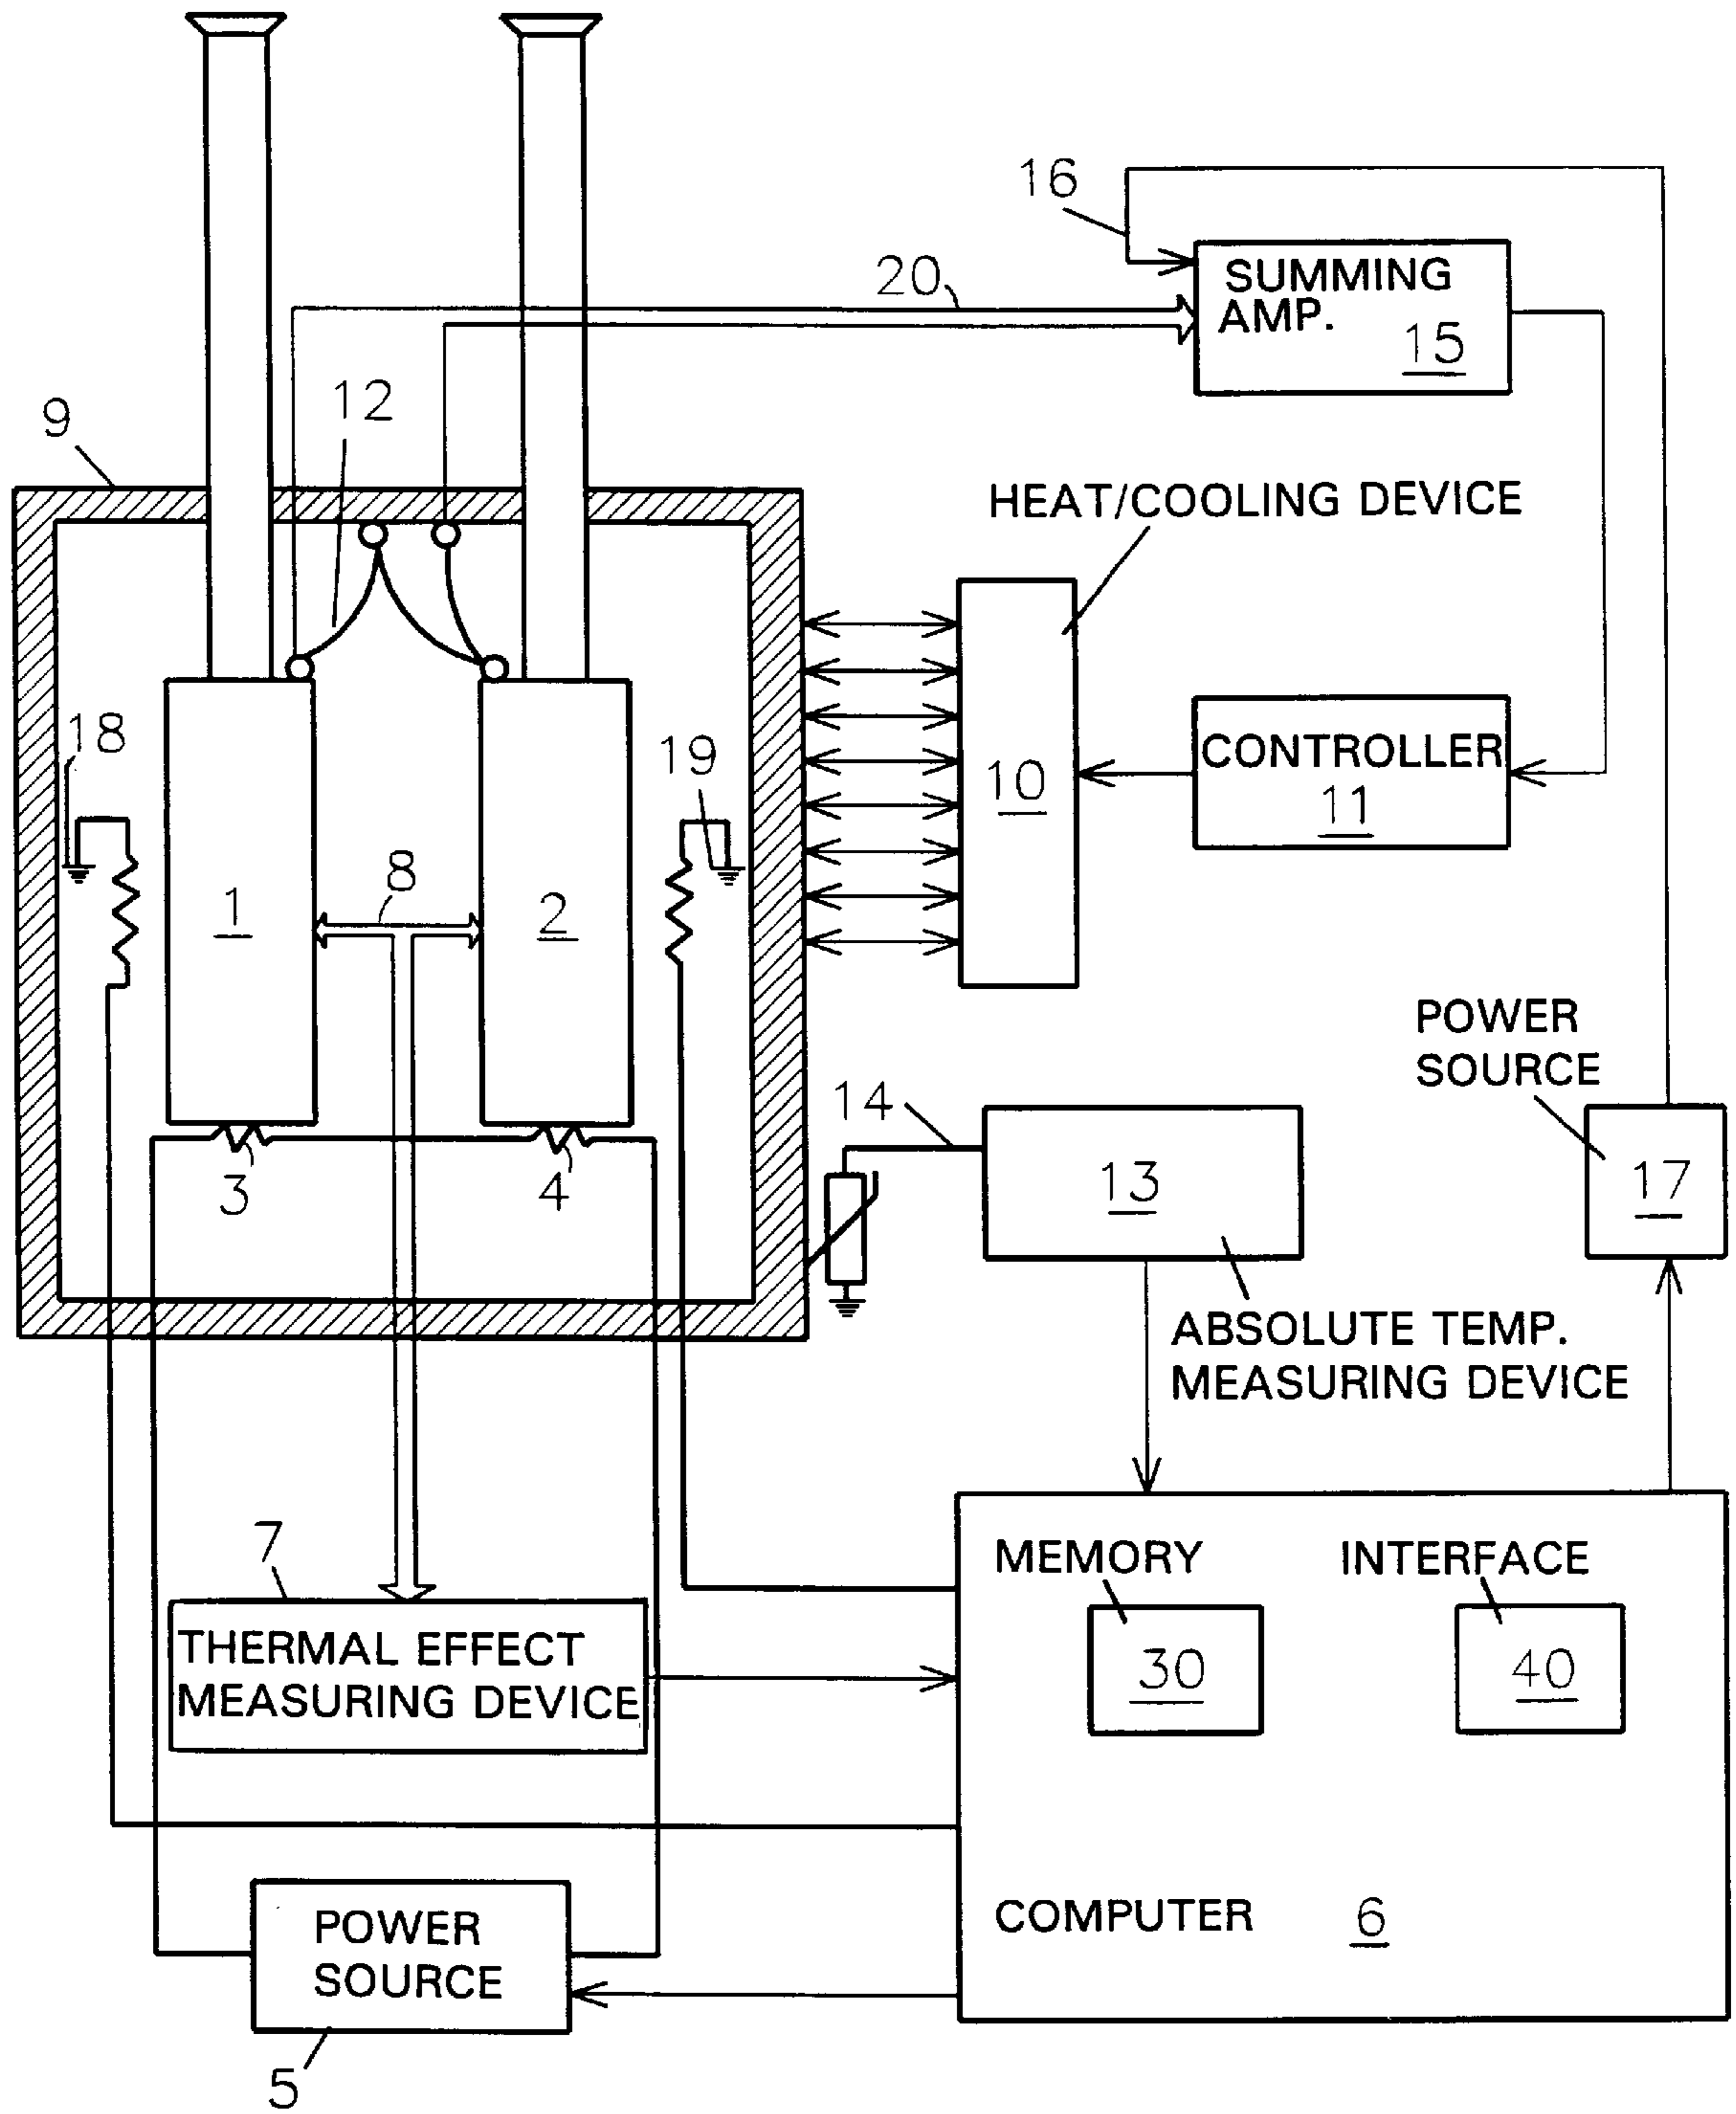 16
20
SUMMING
AMP.
15
12
9
HEAT/COOLING DEVICE
18
19
10
CONTROLLER
11
1
8
2
POWER
SOURCE
14
13
17
3
4
ABSOLUTE TEMP.
MEASURING DEVICE
7
MEMORY
INTERFACE
THERMAL EFFECT
MEASURING DEVICE
30
40
COMPUTER
6
POWER
SOURCE
5